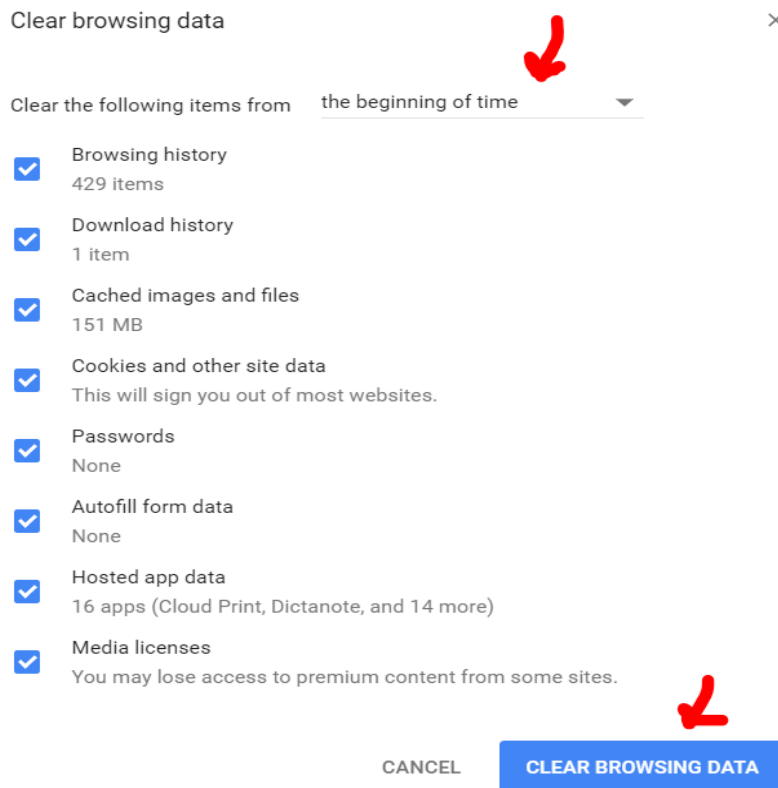 Clear browsing data
Clear the following items from the beginning of time
Browsing history
429 items
Download history
1 item
Cached images and files
151 MB
Cookies and other site data
This will sign you out of most websites.
Passwords
None
Autofill form data
None
Hosted app data
16 apps (Cloud Print, Dictanote, and 14 more)
Media licenses
You may lose access to premium content from some sites.
CANCEL CLEAR BROWSING DATA